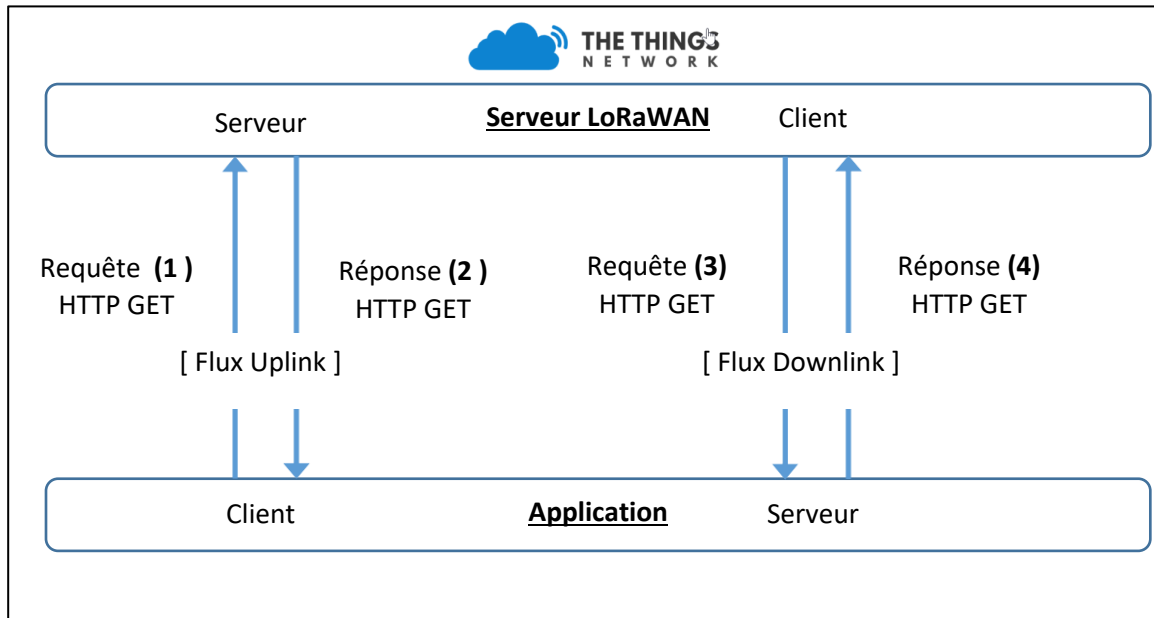 THE THINGS
NETWORK
Serveur Serveur LoRaWAN Client
Requête (1 )
HTTP GET
Réponse (2 )
HTTP GET
Requête (3)
HTTP GET
Réponse (4)
HTTP GET
[ Flux Uplink ] [ Flux Downlink ]
Client Application Serveur